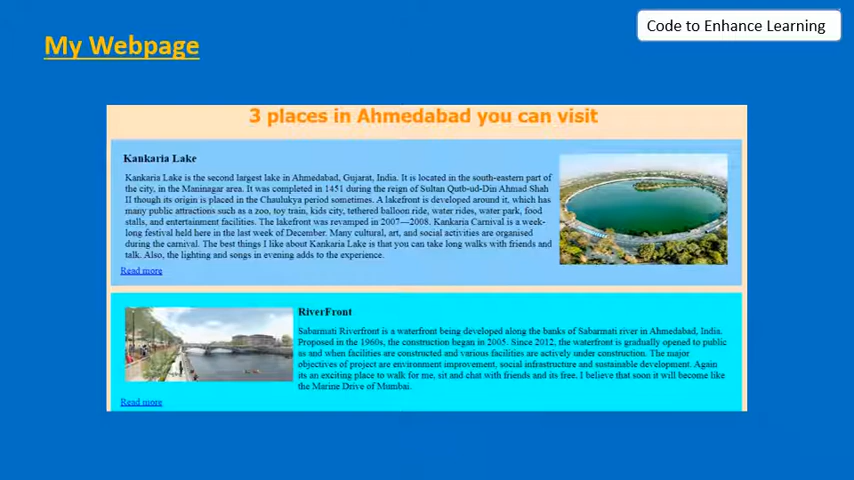 Code to Enhance Learning
My Webpage
3 places in Ahmedabad you can visit
Kankaria Lake
Kankaria Lake is the second largest lake in Ahmedabad, Gujarat, India. It is located in the south-eastern part of
the city, in the Maninagar area. It was completed in 1451 during the reign of Sultan Qutb-ud-Din Ahmad Shah
II though its origin is placed in the Chaulukya period sometimes. A lakefront is developed around it, which has
many public attractions such as a zoo, toy train, kids city, tethered balloon ride, water rides, water park, food
stalls, and entertainment facilities. The lakefront was revamped in 2007—2008. Kankaria Carnival is a week-
long festival held here in the last week of December. Many cultural, art, and social activities are organised
during the carnival. The best things I like about Kankaria Lake is that you can take long walks with friends and
talk. Also, the lighting and songs in evening adds to the experience.
Read more
RiverFront
Sabarmati Riverfront is a waterfront being developed along the banks of Sabarmati river in Ahmedabad, India.
Proposed in the 1960s, the construction began in 2005. Since 2012, the waterfront is gradually opened to public
as and when facilities are constructed and various facilities are actively under construction. The major
objectives of project are environment improvement, social infrastructure and sustainable development. Again
its an exciting place to walk for me, sit and chat with friends and its free. I believe that soon it will become like
the Marine Drive of Mumbai.
Read more